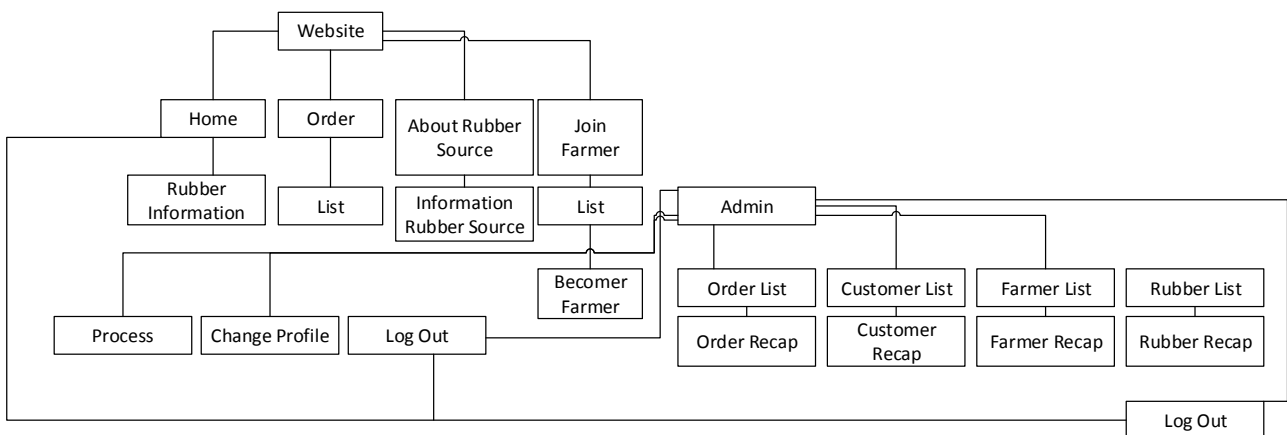 Website
Home
Order
About Rubber
Source
Join
Farmer
Rubber
Information
List
Information
Rubber Source
List
Admin
Becomer
Farmer
Order List
Customer List
Farmer List
Rubber List
Process
Change Profile
Log Out
Order Recap
Customer
Recap
Farmer Recap
Rubber Recap
Log Out